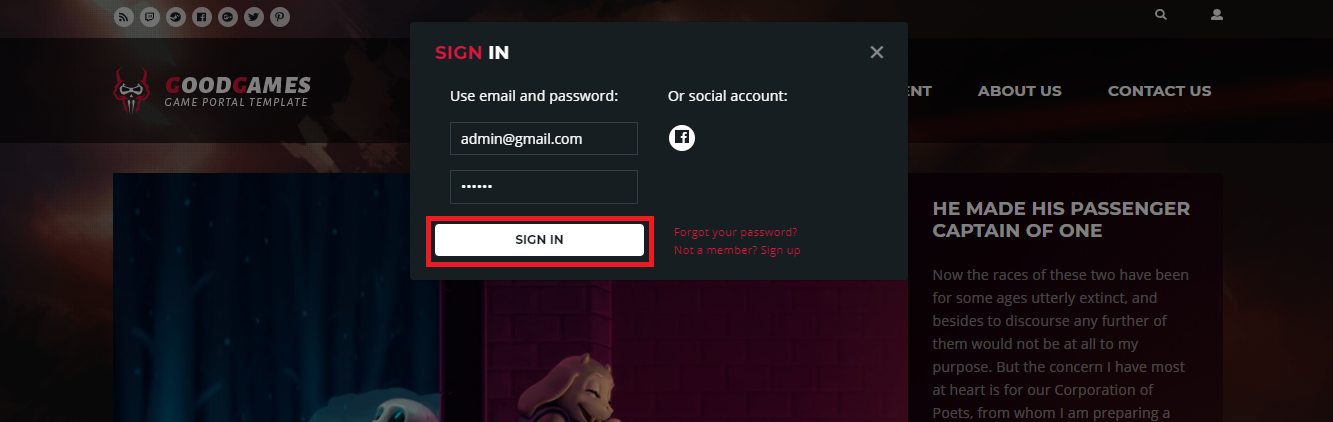 GOODGAMES
GAME PORTAL TEMPLATE
SIGN IN
Use email and password:
Or social account:
admin@gmail.com
••••••
SIGN IN
Forgot your password?
Not a member? Sign up
ABOUT US
CONTACT US
HE MADE HIS PASSENGER
CAPTAIN OF ONE
Now the races of these two have been
for some ages utterly extinct, and
besides to discourse any further of
them would not be at all to my
purpose. But the concern I have most
at heart is for our Corporation of
Poets, from whom I am preparing a